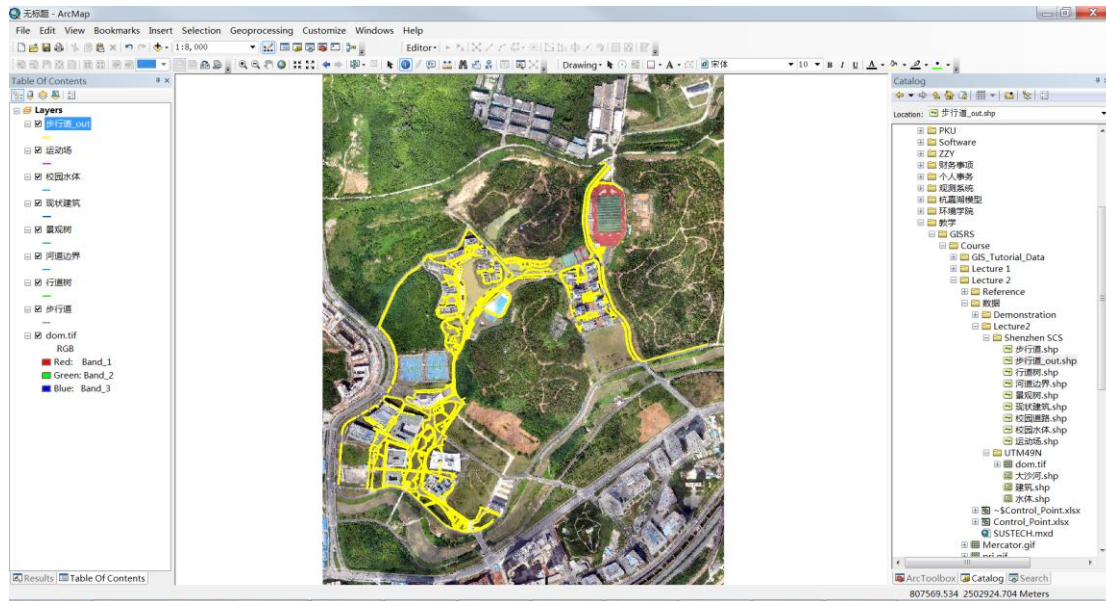 无标题 - ArcMap
File Edit View Bookmarks Insert Selection Geoprocessing Customize Windows Help
1:8,000
Editor
Drawing
宋体
10
B I U A
Table Of Contents
Layers
步行道_out
运动场
校园水体
现状建筑
景观树
河道边界
行道树
步行道
dom.tif
RGB
Red: Band_1
Green: Band_2
Blue: Band_3
Results
Table Of Contents
Catalog
Location: 步行道_out.shp
PKU
Software
ZZY
财务事项
个人事务
观测系统
杭嘉湖模型
环境学院
教学
GISRS
Course
GIS_Tutorial_Data
Lecture 1
Lecture 2
Reference
数据
Demonstration
Lecture2
Shenzhen SCS
步行道.shp
步行道_out.shp
行道树.shp
河道边界.shp
景观树.shp
现状建筑.shp
校园道路.shp
校园水体.shp
运动场.shp
UTM49N
dom.tif
大沙河.shp
建筑.shp
水体.shp
~$Control_Point.xlsx
Control_Point.xlsx
SUSTECH.mxd
Mercator.gif
ArcToolbox
Catalog
Search
807569.534 2502924.704 Meters